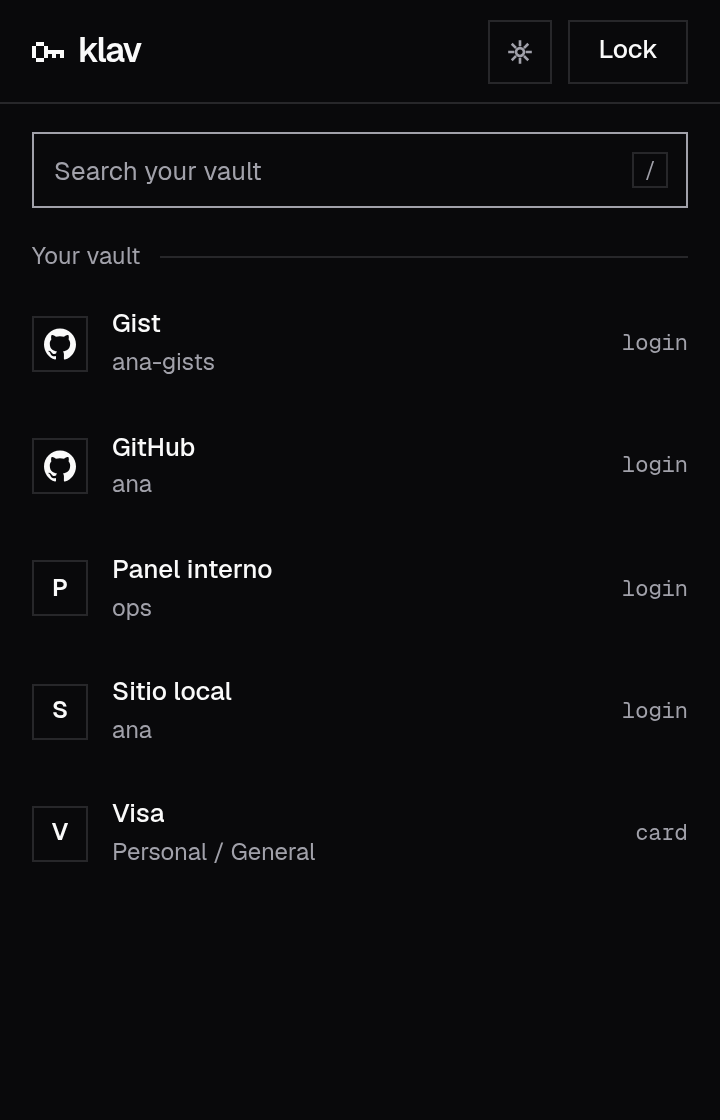 klav
Lock
Search your vault
/
Your vault
Gist
ana-gists
login
GitHub
ana
login
P
Panel interno
ops
login
S
Sitio local
ana
login
V
Visa
Personal / General
card